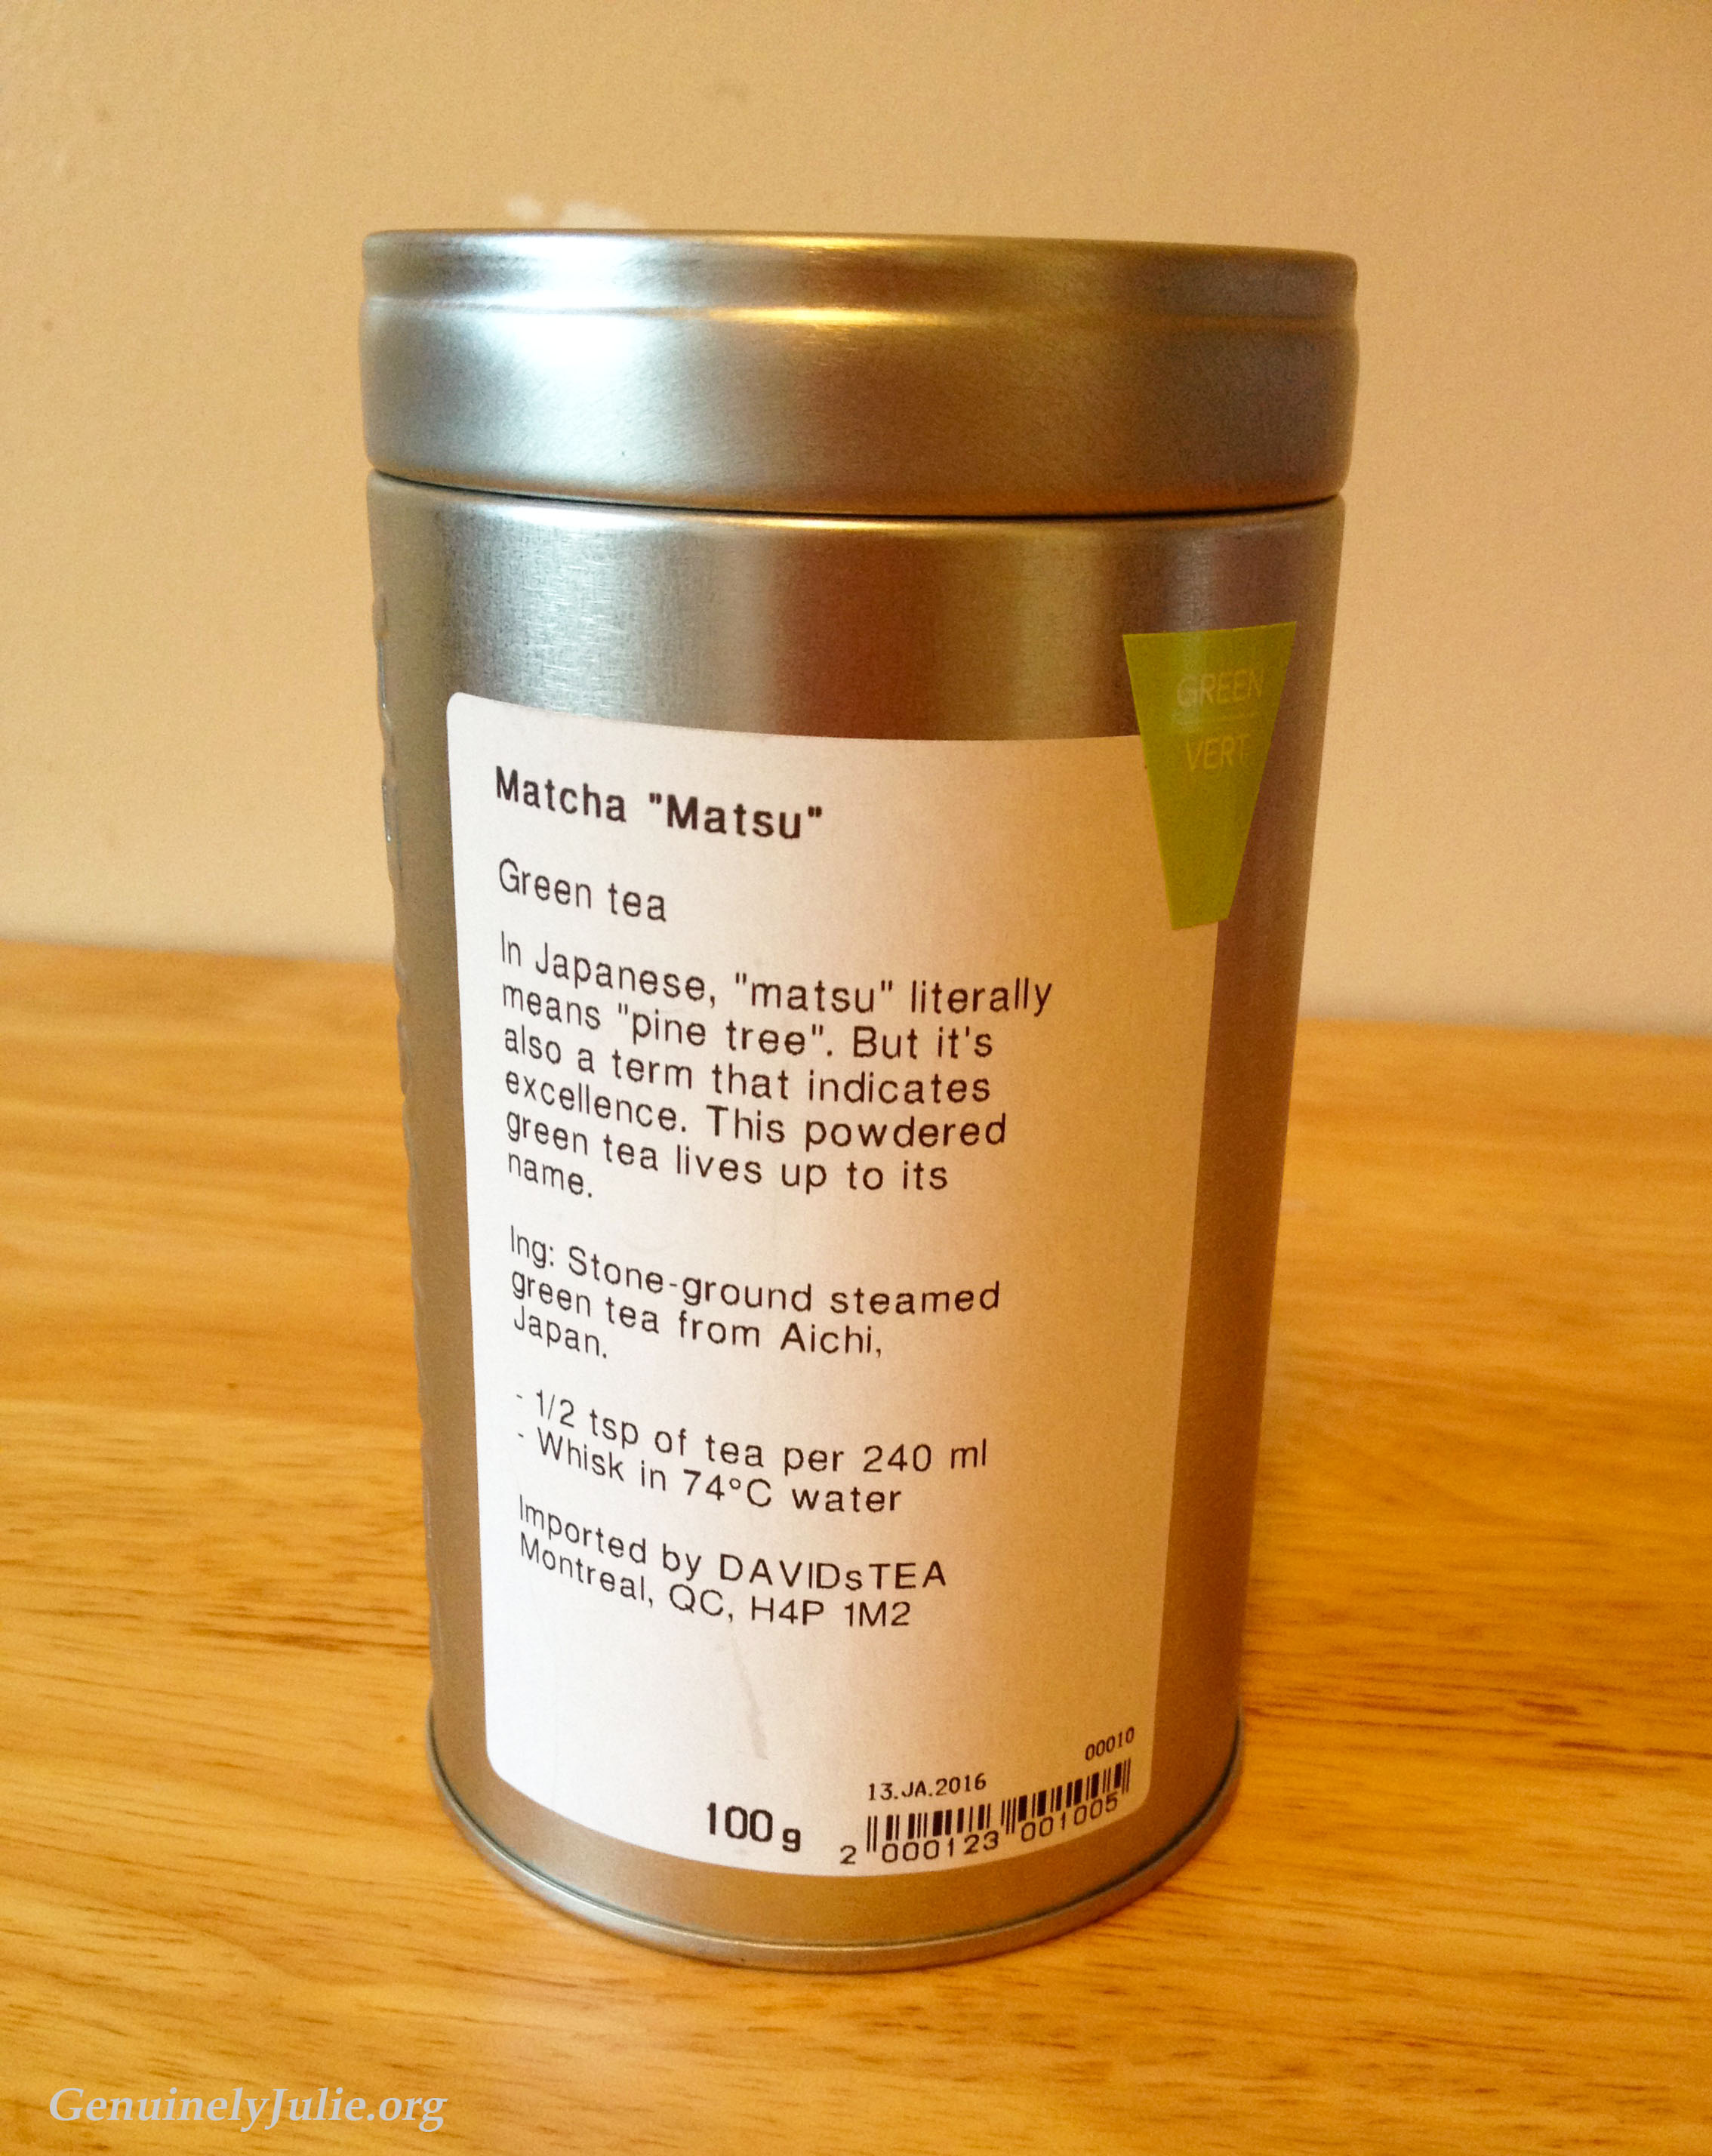 GREEN
VERT
Matcha "Matsu"
Green tea
In Japanese, "matsu" literally
means "pine tree". But it's
also a term that indicates
excellence. This powdered
green tea lives up to its
name.
Ing: Stone-ground steamed
green tea from Aichi,
Japan.
- 1/2 tsp of tea per 240 ml
- Whisk in 74°C water
Imported by DAVIDsTEA
Montreal, QC, H4P 1M2
00010
13.JA.2016
100 g
2 000123 001005
GenuinelyJulie.org